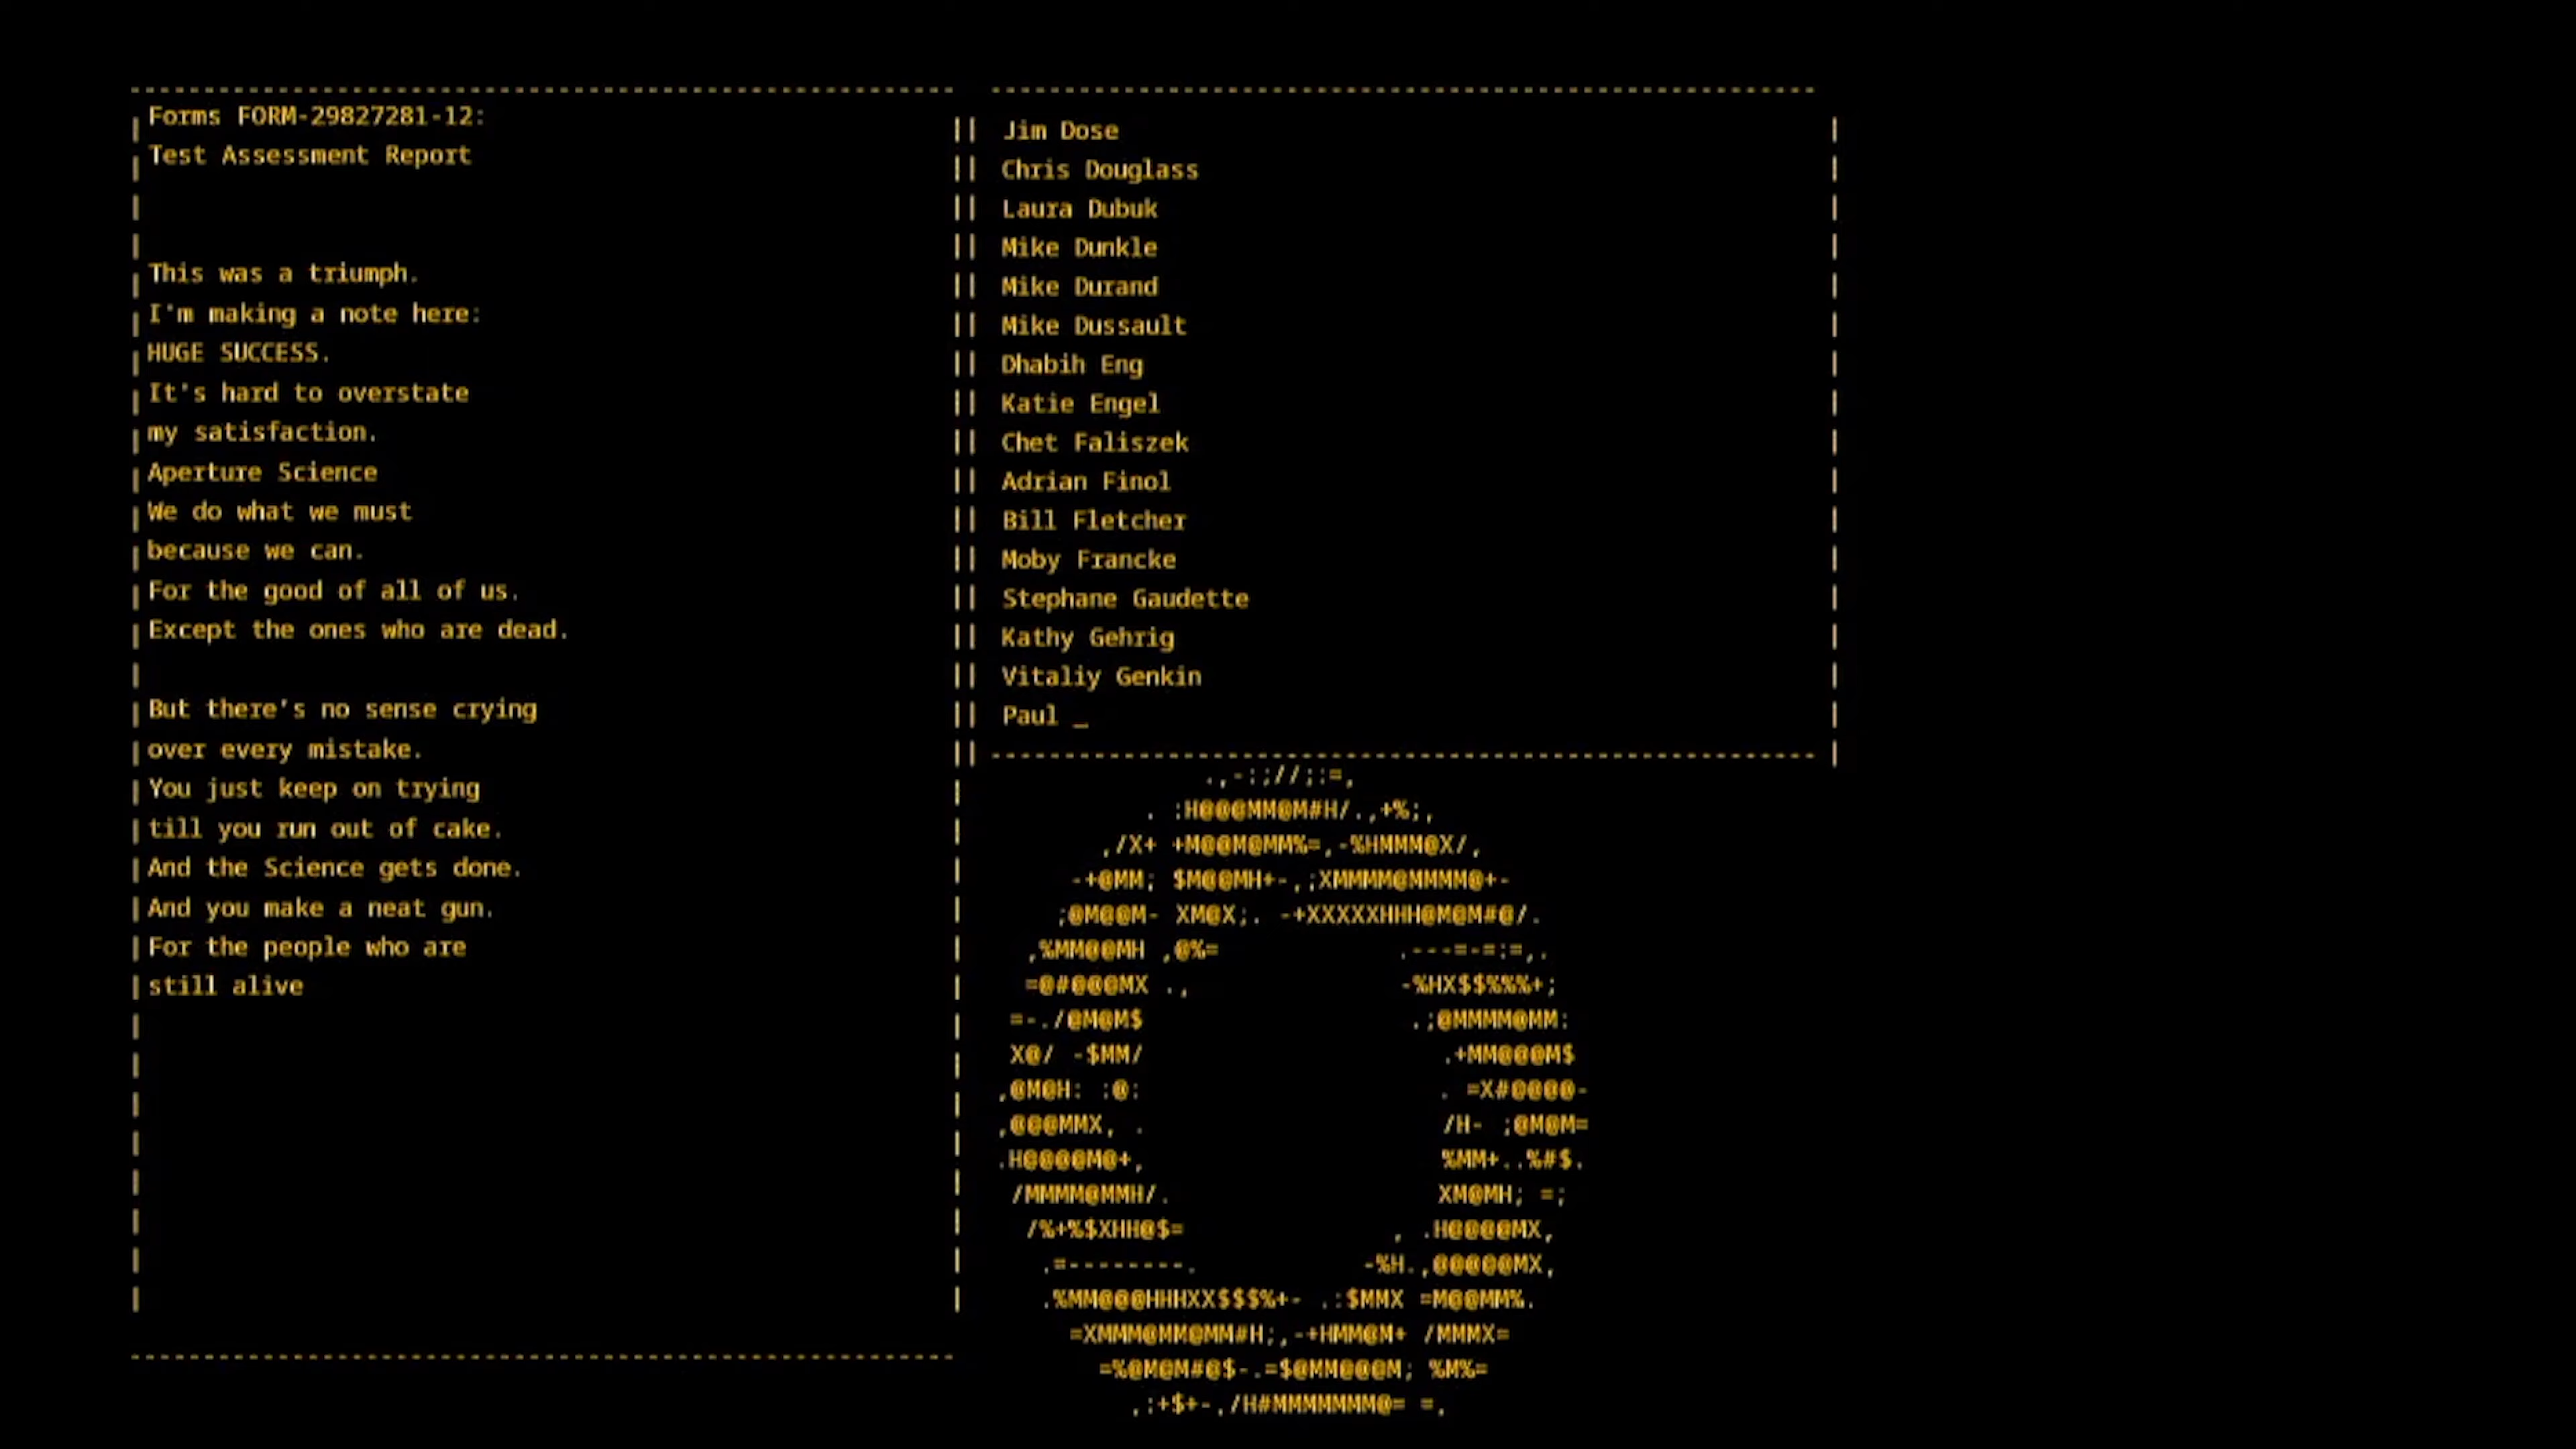 Forms FORM-29827281-12:
Test Assessment Report
This was a triumph.
I'm making a note here:
HUGE SUCCESS.
It's hard to overstate
my satisfaction.
Aperture Science
We do what we must
because we can.
For the good of all of us.
Except the ones who are dead.
But there's no sense crying
over every mistake.
You just keep on trying
till you run out of cake.
And the Science gets done.
And you make a neat gun.
For the people who are
still alive
Jim Dose
Chris Douglass
Laura Dubuk
Mike Dunkle
Mike Durand
Mike Dussault
Dhabih Eng
Katie Engel
Chet Faliszek
Adrian Finol
Bill Fletcher
Moby Francke
Stephane Gaudette
Kathy Gehrig
Vitaliy Genkin
Paul _